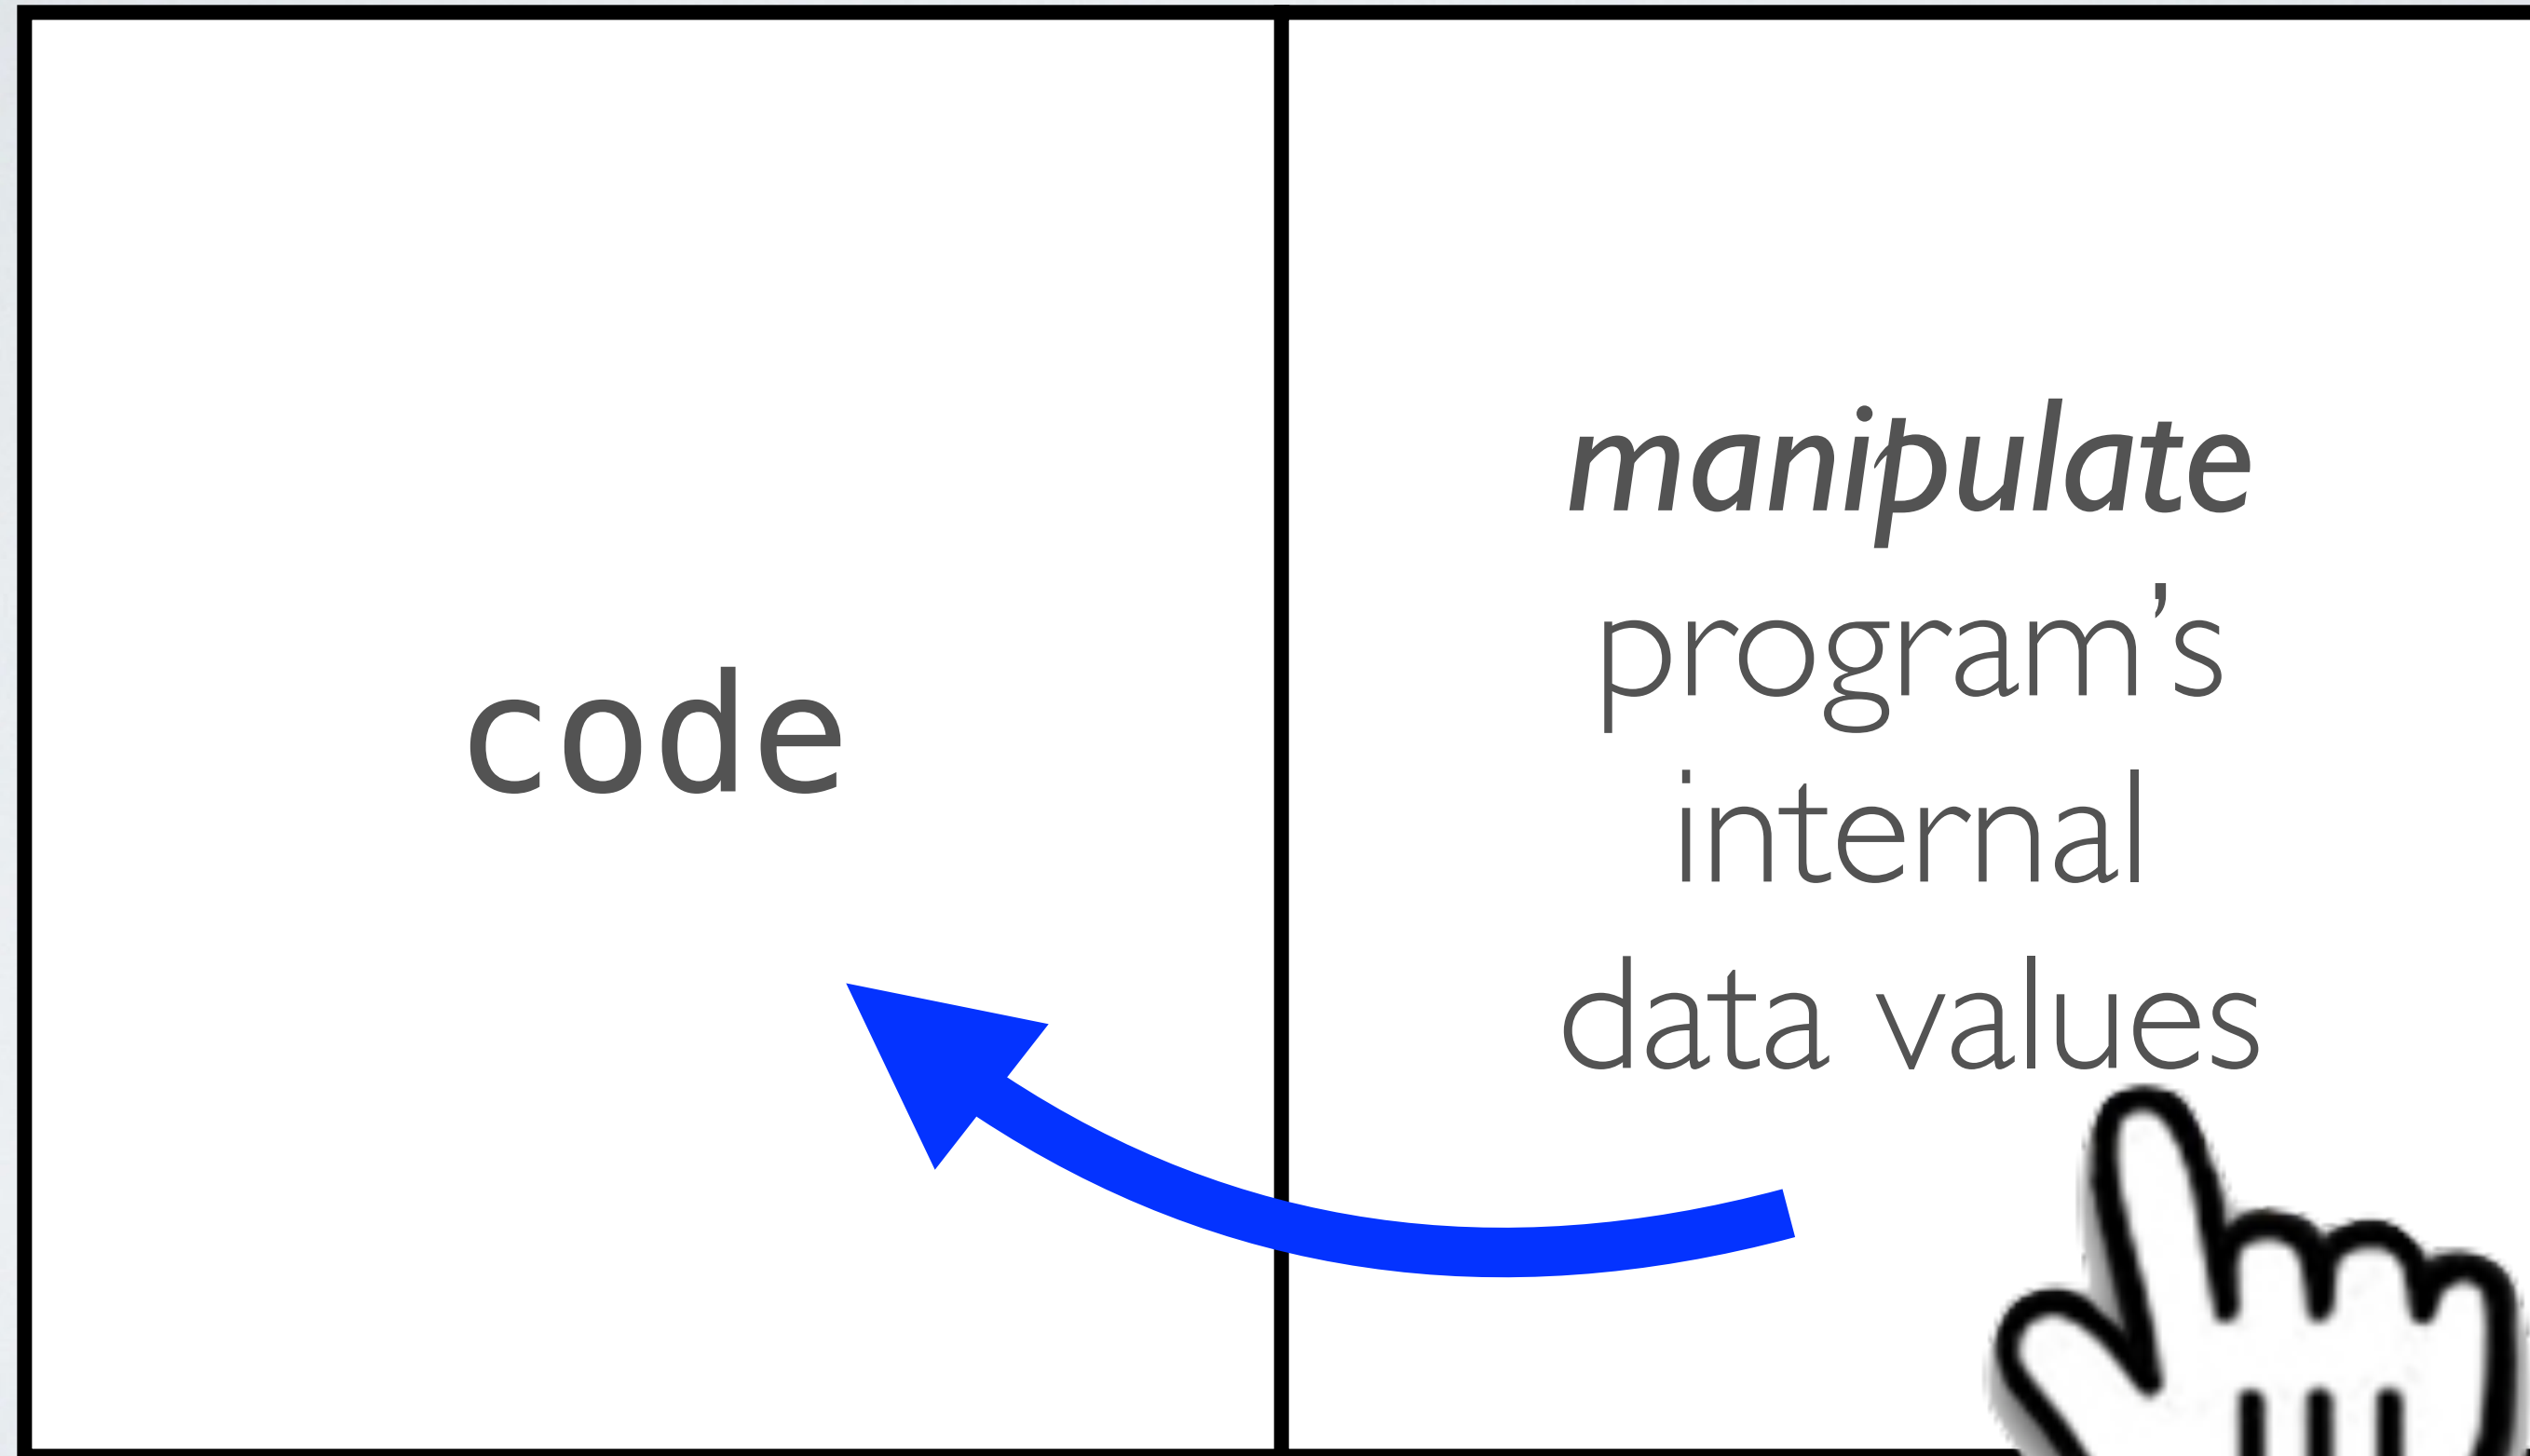 code
manipulate
program’s
internal
data values